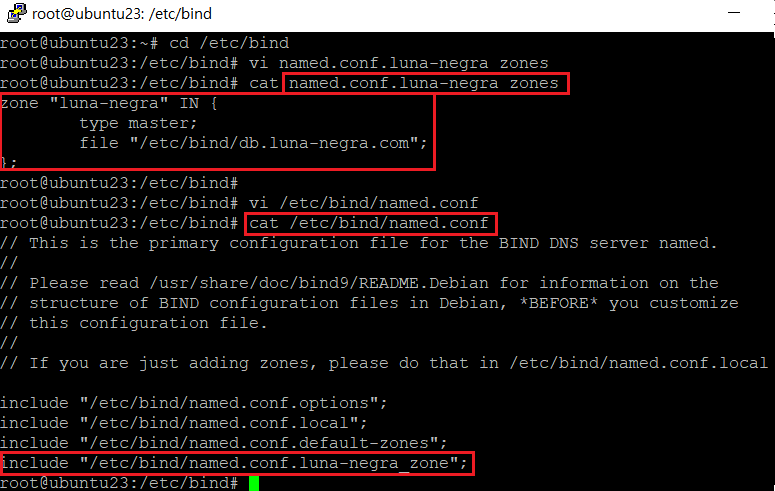 root@ubuntu23: /etc/bind
root@ubuntu23:~# cd /etc/bind
root@ubuntu23:/etc/bind# vi named.conf.luna-negra zones
root@ubuntu23:/etc/bind# cat named.conf.luna-negra zones
zone "luna-negra" IN {
        type master;
        file "/etc/bind/db.luna-negra.com";
};
root@ubuntu23:/etc/bind#
root@ubuntu23:/etc/bind# vi /etc/bind/named.conf
root@ubuntu23:/etc/bind# cat /etc/bind/named.conf
// This is the primary configuration file for the BIND DNS server named.
//
// Please read /usr/share/doc/bind9/README.Debian for information on the
// structure of BIND configuration files in Debian, *BEFORE* you customize
// this configuration file.
//
// If you are just adding zones, please do that in /etc/bind/named.conf.local
include "/etc/bind/named.conf.options";
include "/etc/bind/named.conf.local";
include "/etc/bind/named.conf.default-zones";
include "/etc/bind/named.conf.luna-negra_zone";
root@ubuntu23:/etc/bind#